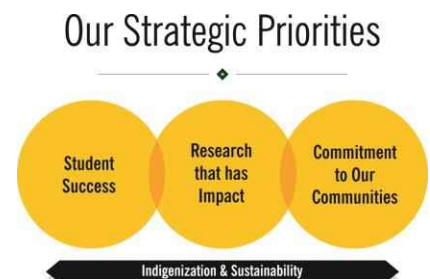 Our Strategic Priorities
Student
Success
Research
that has
Impact
Commitment
to Our
Communities
Indigenization & Sustainability